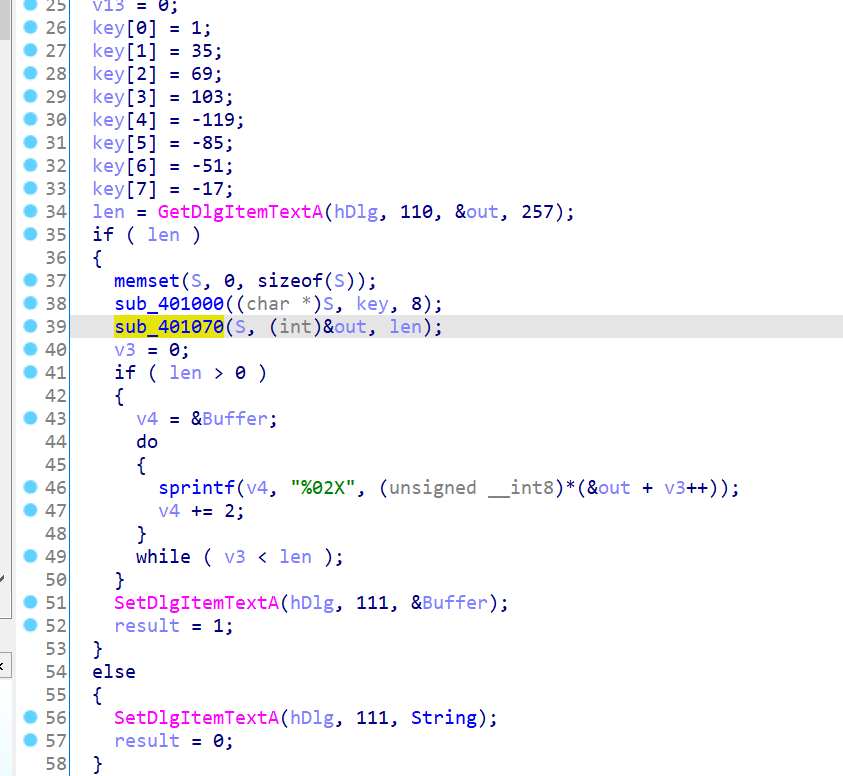 25 v13 = 0;
26 key[0] = 1;
27 key[1] = 35;
28 key[2] = 69;
29 key[3] = 103;
30 key[4] = -119;
31 key[5] = -85;
32 key[6] = -51;
33 key[7] = -17;
34 len = GetDlgItemTextA(hDlg, 110, &out, 257);
35 if ( len )
36 {
37 memset(S, 0, sizeof(S));
38 sub_401000((char *)S, key, 8);
39 sub_401070(S, (int)&out, len);
40 v3 = 0;
41 if ( len > 0 )
42 {
43 v4 = &Buffer;
44 do
45 {
46 sprintf(v4, "%02X", (unsigned __int8)*(&out + v3++));
47 v4 += 2;
48 }
49 while ( v3 < len );
50 }
51 SetDlgItemTextA(hDlg, 111, &Buffer);
52 result = 1;
53 }
54 else
55 {
56 SetDlgItemTextA(hDlg, 111, String);
57 result = 0;
58 }